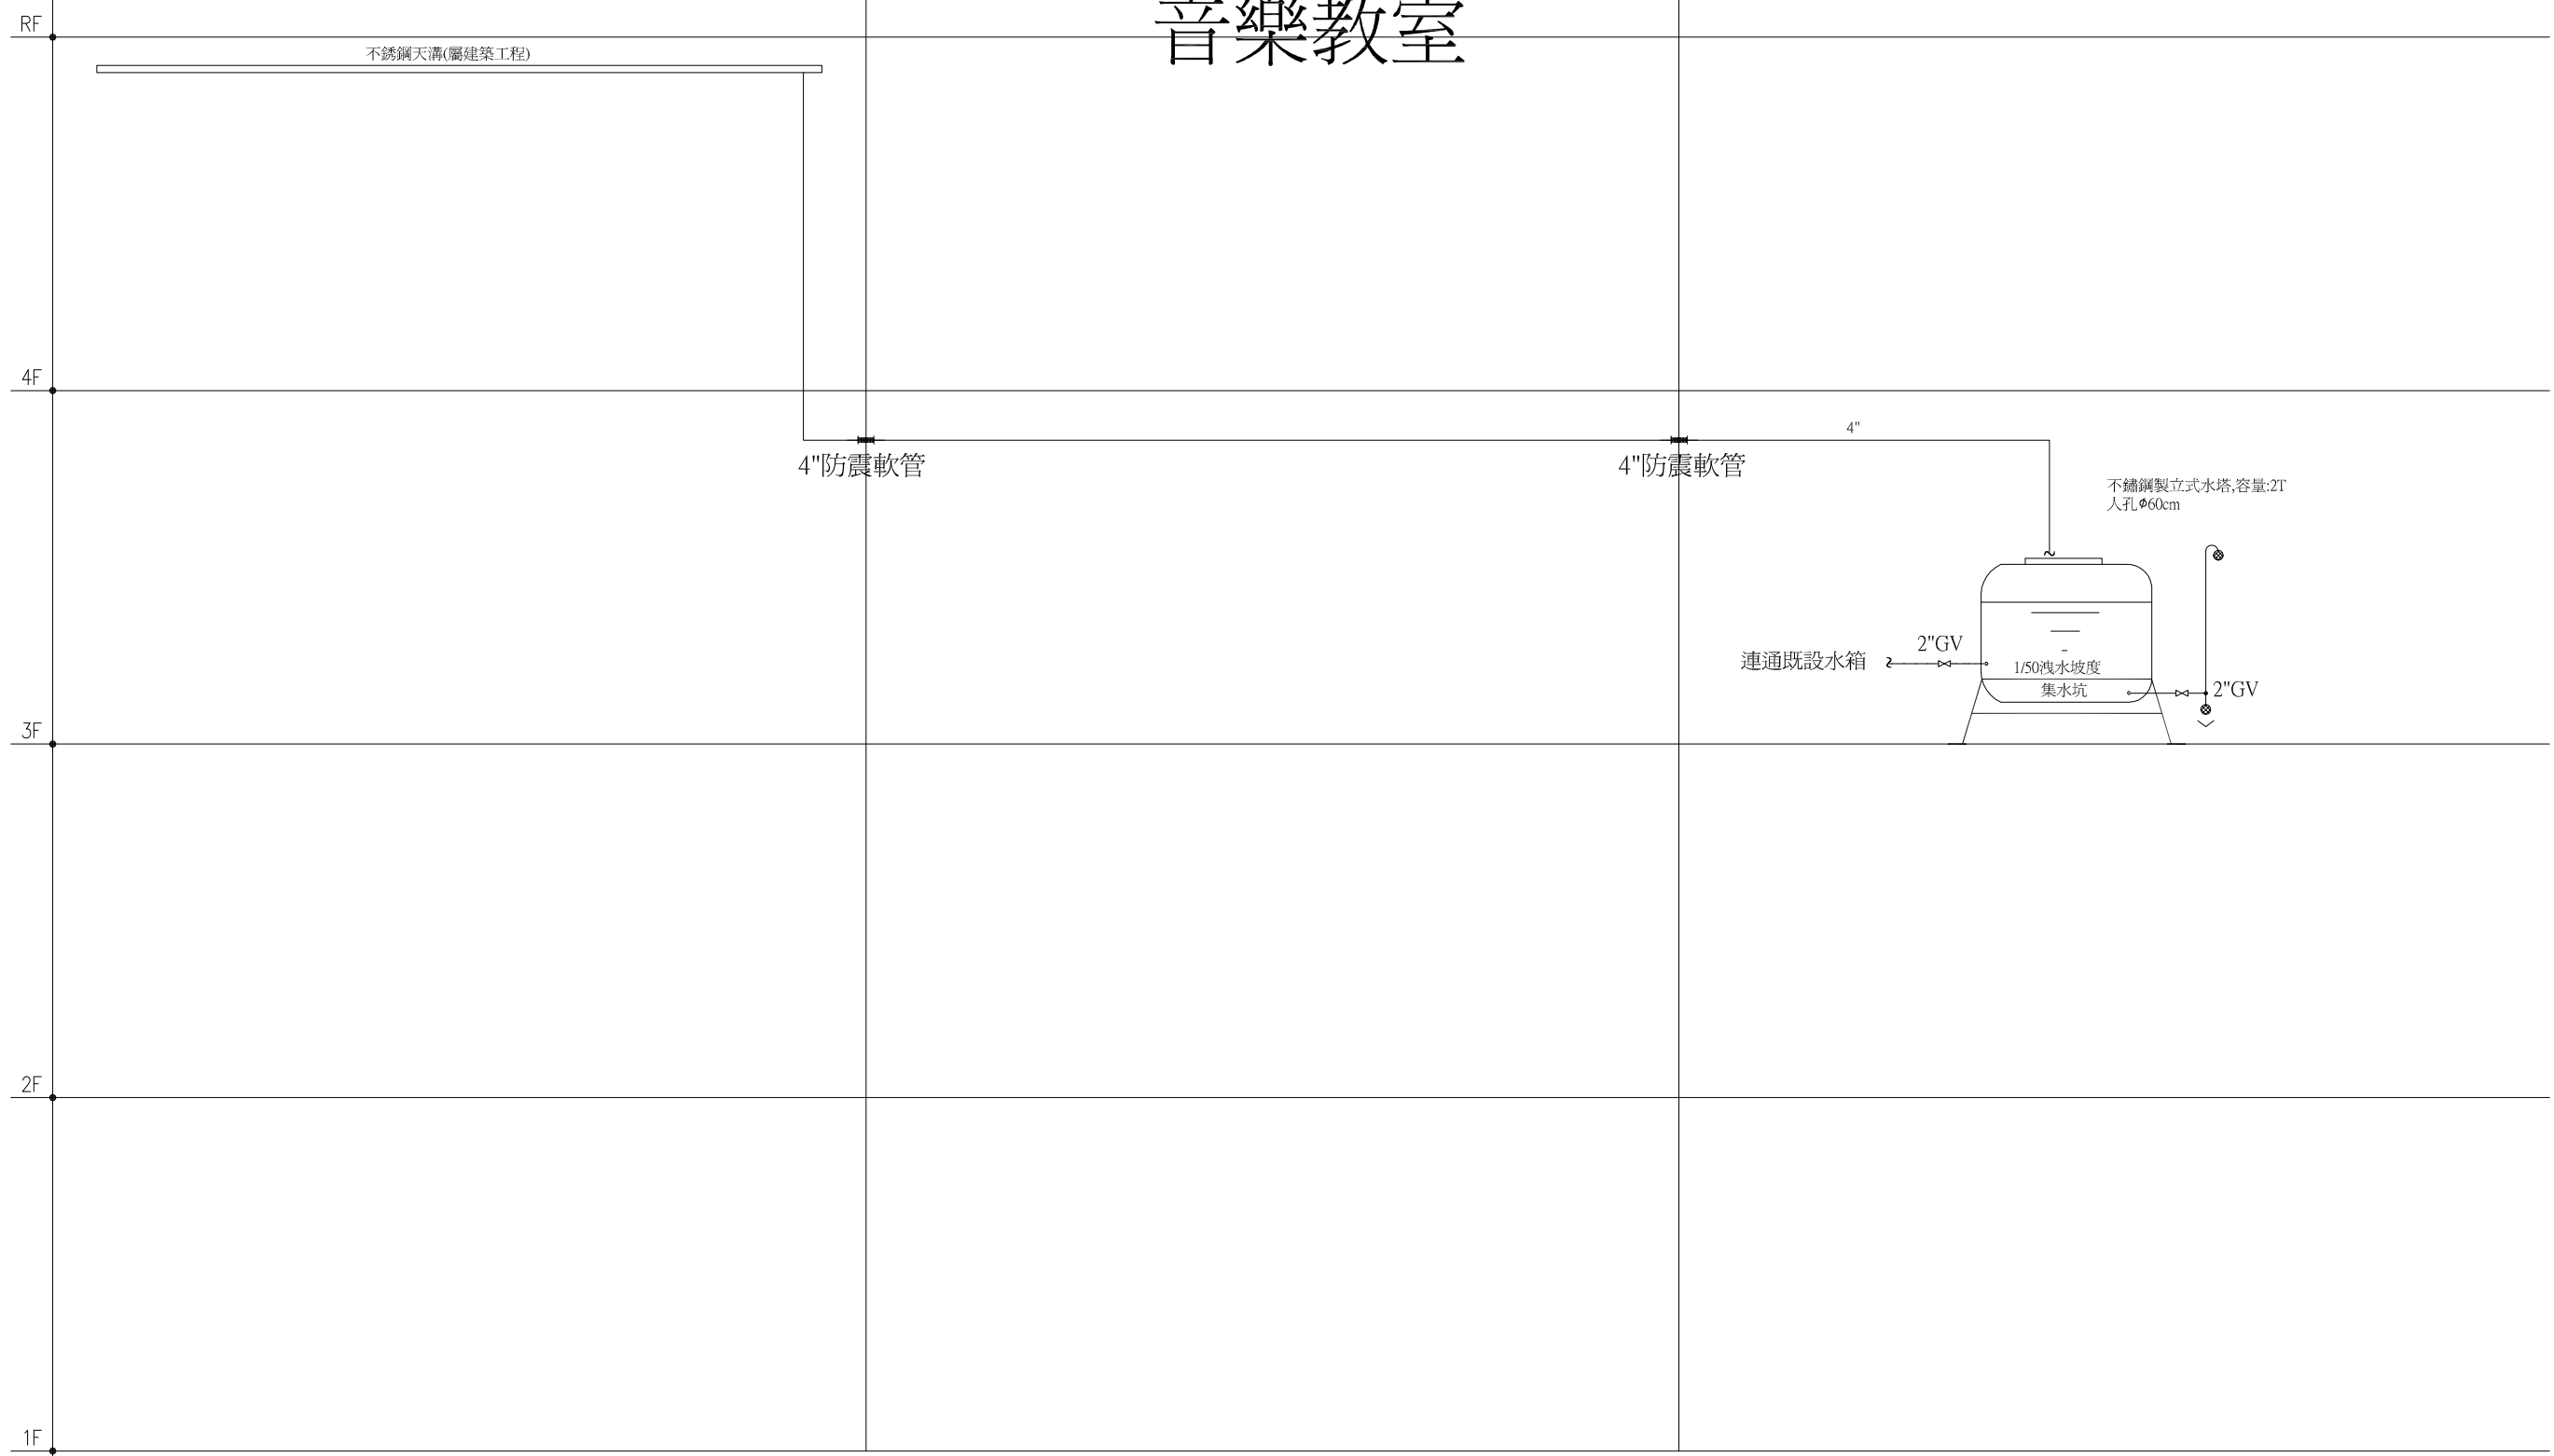 音樂教室
RF
不銹鋼天溝(屬建築工程)
4F
4"
4"防震軟管
4"防震軟管
不鏽鋼製立式水塔,容量:2T
人孔ϕ60cm
2"GV
連通既設水箱
1/50洩水坡度
集水坑
2"GV
3F
2F
1F